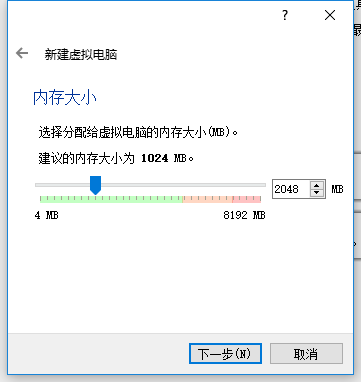 ?
新建虚拟电脑
内存大小
选择分配给虚拟电脑的内存大小(MB)。
建议的内存大小为 1024 MB。
2048 MB
4 MB 8192 MB
下一步(N) 取消